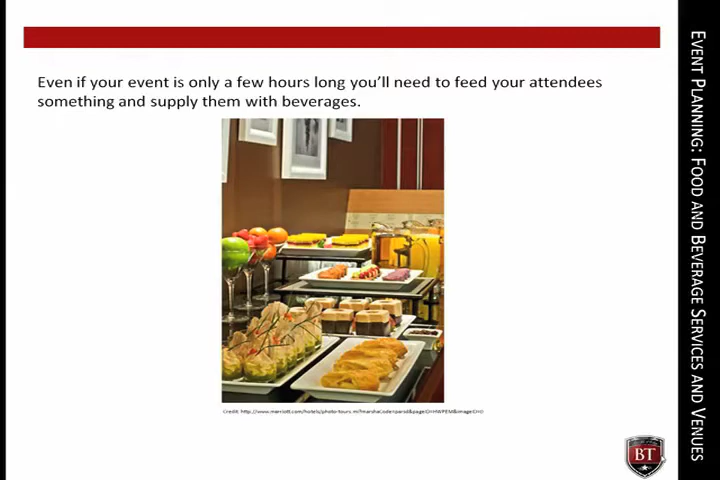 Even if your event is only a few hours long you'll need to feed your attendees
something and supply them with beverages.
EVENT PLANNING: FOOD AND BEVERAGE SERVICES AND VENUES
BT